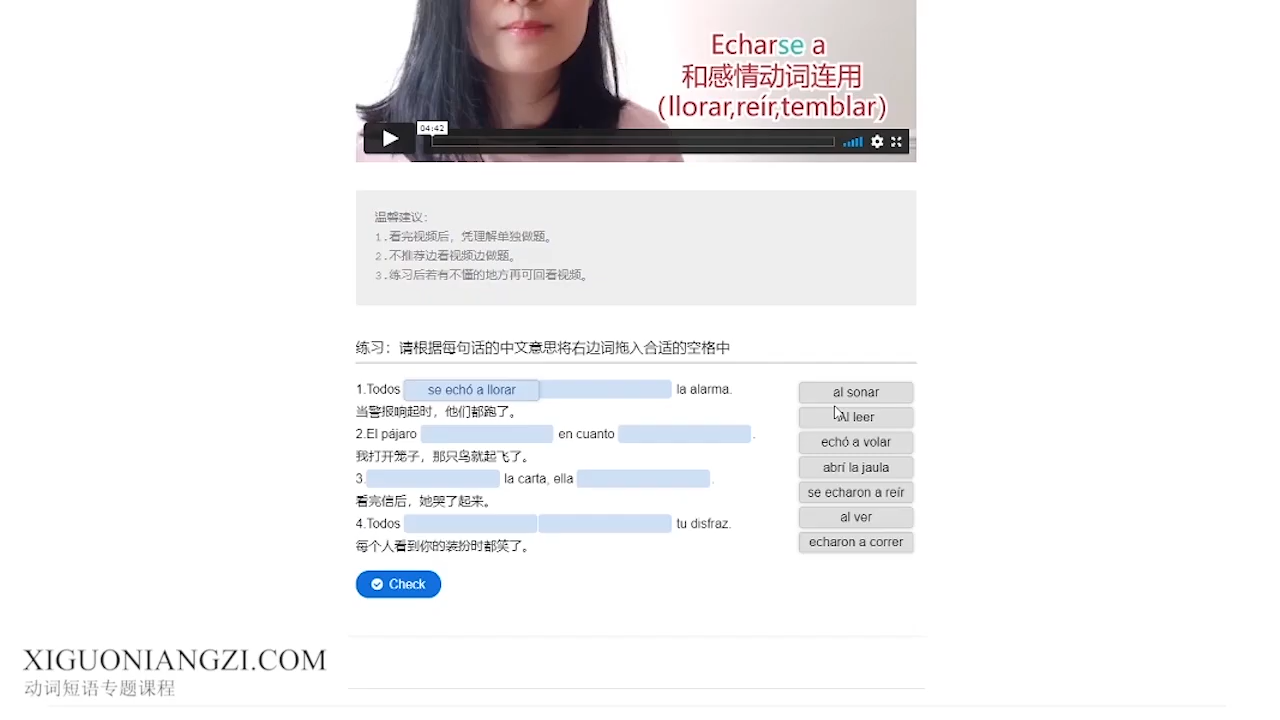 Echarse a
和感情动词连用
(llorar,reír,temblar)
04:42
温馨建议：
1.看完视频后，凭理解单独做题。
2.不推荐边看视频边做题。
3.练习后若有不懂的地方再可回看视频。
练习：请根据每句话的中文意思将右边词拖入合适的空格中
1.Todos se echó a llorar la alarma.
当警报响起时，他们都跑了。
2.El pájaro en cuanto .
我打开笼子，那只鸟就起飞了。
3. la carta, ella .
看完信后，她哭了起来。
4.Todos tu disfraz.
每个人看到你的装扮时都笑了。
al sonar
Al leer
echó a volar
abrí la jaula
se echaron a reír
al ver
echaron a correr
Check
XIGUONIANGZI.COM
动词短语专题课程